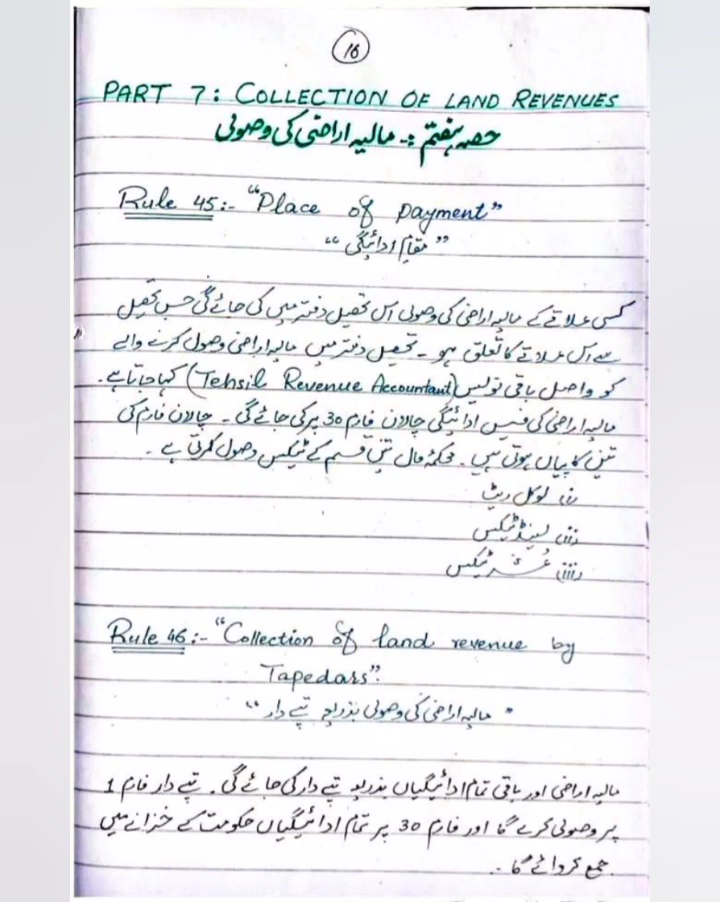 16
PART 7: COLLECTION OF LAND REVENUES
حصہ ہفتم :- مالیہ اراضی کی وصولی
Rule 45:- "Place of payment"
"مقام ادائیگی"
کسی علاقے کے مالیہ اراضی کی وصولی اس تحصیل دفتر میں کی جائے گی جس تحصیل
سے اس علاقے کا تعلق ہو ۔ تحصیل دفتر میں مالیہ اراضی وصول کرنے والے
کو واصل باقی نویس (Tehsil Revenue Accountant) کہا جاتا ہے۔
مالیہ اراضی کی فیس ادائیگی چالان فارم 30 پر کی جائے گی ۔ چالان فارم کی
تین کاپیاں ہوتی ہیں ۔ محکمہ مال تین قسم کے ٹیکس وصول کرتی ہے ۔
(i) لوکل ریٹ
(ii) لینڈ ٹیکس
(iii) عُشر ٹیکس
Rule 46:- "Collection of land revenue by
Tapedars".
"مالیہ اراضی کی وصولی بذریعہ تپے دار"
مالیہ اراضی اور باقی تمام ادائیگیاں بذریعہ تپے دار کی جائے گی ۔ تپے دار فارم 1
پر وصولی کرے گا اور فارم 30 پر تمام ادائیگیاں حکومت کے خزانے میں
جمع کروائے گا ۔